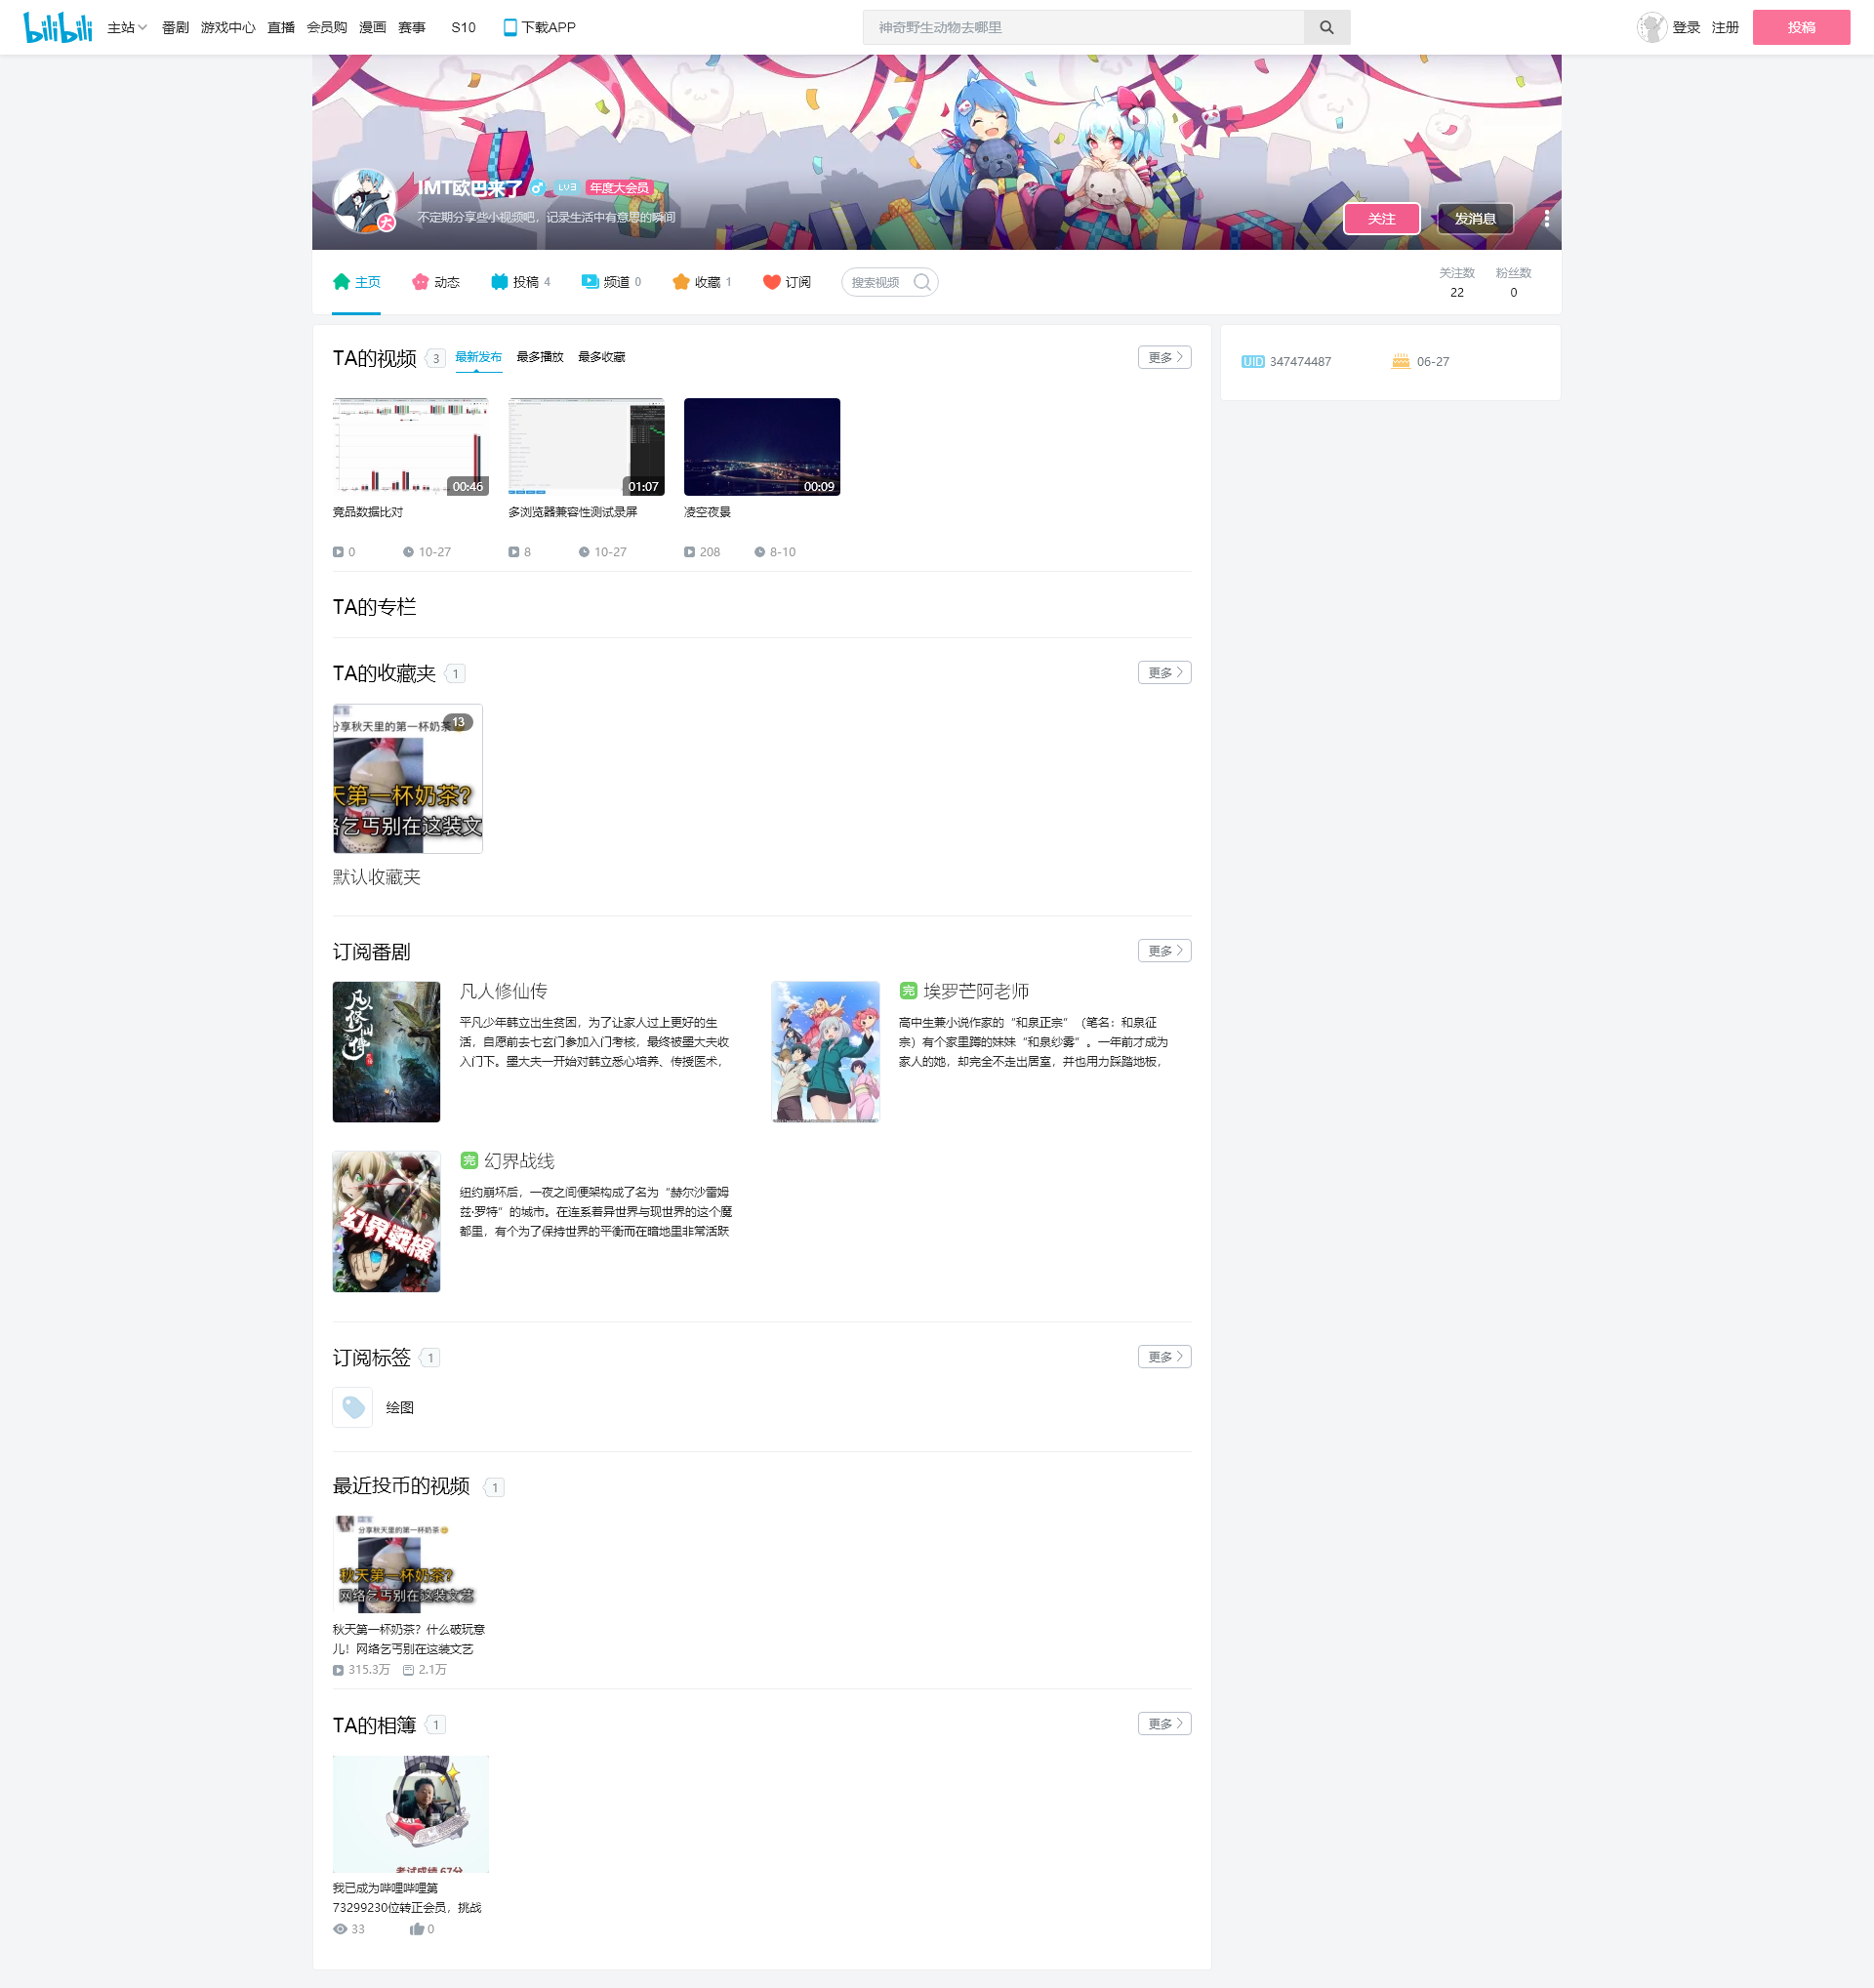 bilibili
主站 番剧 游戏中心 直播 会员购 漫画 赛事 S10 下载APP
神奇野生动物去哪里
登录 注册 投稿
IMT欧巴来了 LV3 年度大会员
大
不定期分享些小视频吧，记录生活中有意思的瞬间
关注 发消息
主页 动态 投稿 4 频道 0 收藏 1 订阅 搜索视频
关注数 粉丝数
22 0
TA的视频 3 最新发布 最多播放 最多收藏 更多
UID 347474487 06-27
00:46 01:07 00:09
竞品数据比对 多浏览器兼容性测试录屏 凌空夜景
0 10-27 8 10-27 208 8-10
TA的专栏
TA的收藏夹 1 更多
13
分享秋天里的第一杯奶茶
天第一杯奶茶?
络乞丐别在这装文
默认收藏夹
订阅番剧 更多
凡人修仙传
凡人修仙传
平凡少年韩立出生贫困，为了让家人过上更好的生
活，自愿前去七玄门参加入门考核，最终被墨大夫收
入门下。墨大夫一开始对韩立悉心培养、传授医术，
完 埃罗芒阿老师
高中生兼小说作家的“和泉正宗”（笔名：和泉征
宗）有个家里蹲的妹妹“和泉纱雾”。一年前才成为
家人的她，却完全不走出居室，并也用力踩踏地板，
幻界戦線
完 幻界战线
纽约崩坏后，一夜之间便架构成了名为“赫尔沙雷姆
兹·罗特”的城市。在连系着异世界与现世界的这个魔
都里，有个为了保持世界的平衡而在暗地里非常活跃
订阅标签 1 更多
绘图
最近投币的视频 1
分享秋天里的第一杯奶茶
秋天第一杯奶茶?
网络乞丐别在这装文艺
秋天第一杯奶茶？什么破玩意
儿！网络乞丐别在这装文艺
315.3万 2.1万
TA的相簿 1 更多
考试成绩 67分
我已成为哔哩哔哩第
73299230位转正会员，挑战
33 0